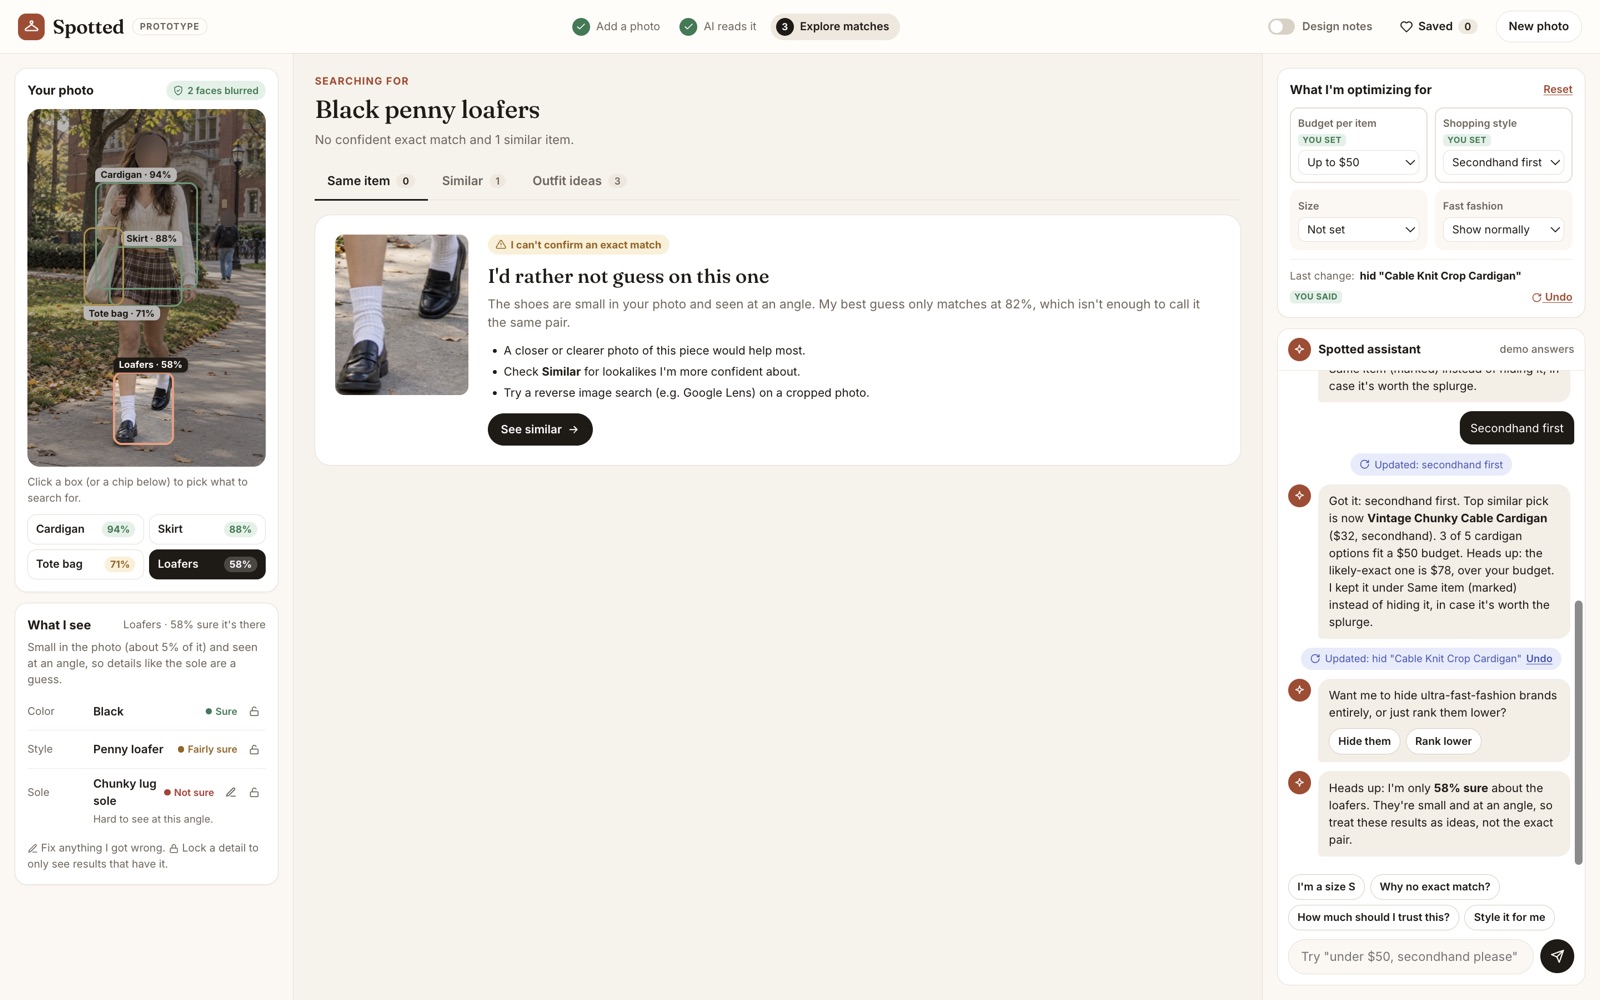 Spotted PROTOTYPE
Add a photo
AI reads it
3 Explore matches
Design notes
Saved 0
New photo
Your photo
2 faces blurred
Cardigan · 94%
Skirt · 88%
Tote bag · 71%
Loafers · 58%
Click a box (or a chip below) to pick what to
search for.
Cardigan 94%
Skirt 88%
Tote bag 71%
Loafers 58%
What I see
Loafers · 58% sure it's there
Small in the photo (about 5% of it) and seen
at an angle, so details like the sole are a
guess.
Color Black Sure
Style Penny loafer Fairly sure
Sole Chunky lug
sole Not sure
Hard to see at this angle.
Fix anything I got wrong. Lock a detail to
only see results that have it.
SEARCHING FOR
Black penny loafers
No confident exact match and 1 similar item.
Same item 0
Similar 1
Outfit ideas 3
I can't confirm an exact match
I'd rather not guess on this one
The shoes are small in your photo and seen at an angle. My best guess only matches at 82%, which isn't enough to call it
the same pair.
• A closer or clearer photo of this piece would help most.
• Check Similar for lookalikes I'm more confident about.
• Try a reverse image search (e.g. Google Lens) on a cropped photo.
See similar →
What I'm optimizing for
Reset
Budget per item
YOU SET
Up to $50
Shopping style
YOU SET
Secondhand first
Size
Not set
Fast fashion
Show normally
Last change: hid "Cable Knit Crop Cardigan"
YOU SAID
Undo
Spotted assistant
demo answers
Same item (marked) instead of hiding it, in
case it's worth the splurge.
Secondhand first
Updated: secondhand first
Got it: secondhand first. Top similar pick
is now Vintage Chunky Cable Cardigan
($32, secondhand). 3 of 5 cardigan
options fit a $50 budget. Heads up: the
likely-exact one is $78, over your budget.
I kept it under Same item (marked)
instead of hiding it, in case it's worth the
splurge.
Updated: hid "Cable Knit Crop Cardigan" Undo
Want me to hide ultra-fast-fashion brands
entirely, or just rank them lower?
Hide them
Rank lower
Heads up: I'm only 58% sure about the
loafers. They're small and at an angle, so
treat these results as ideas, not the exact
pair.
I'm a size S
Why no exact match?
How much should I trust this?
Style it for me
Try "under $50, secondhand please"